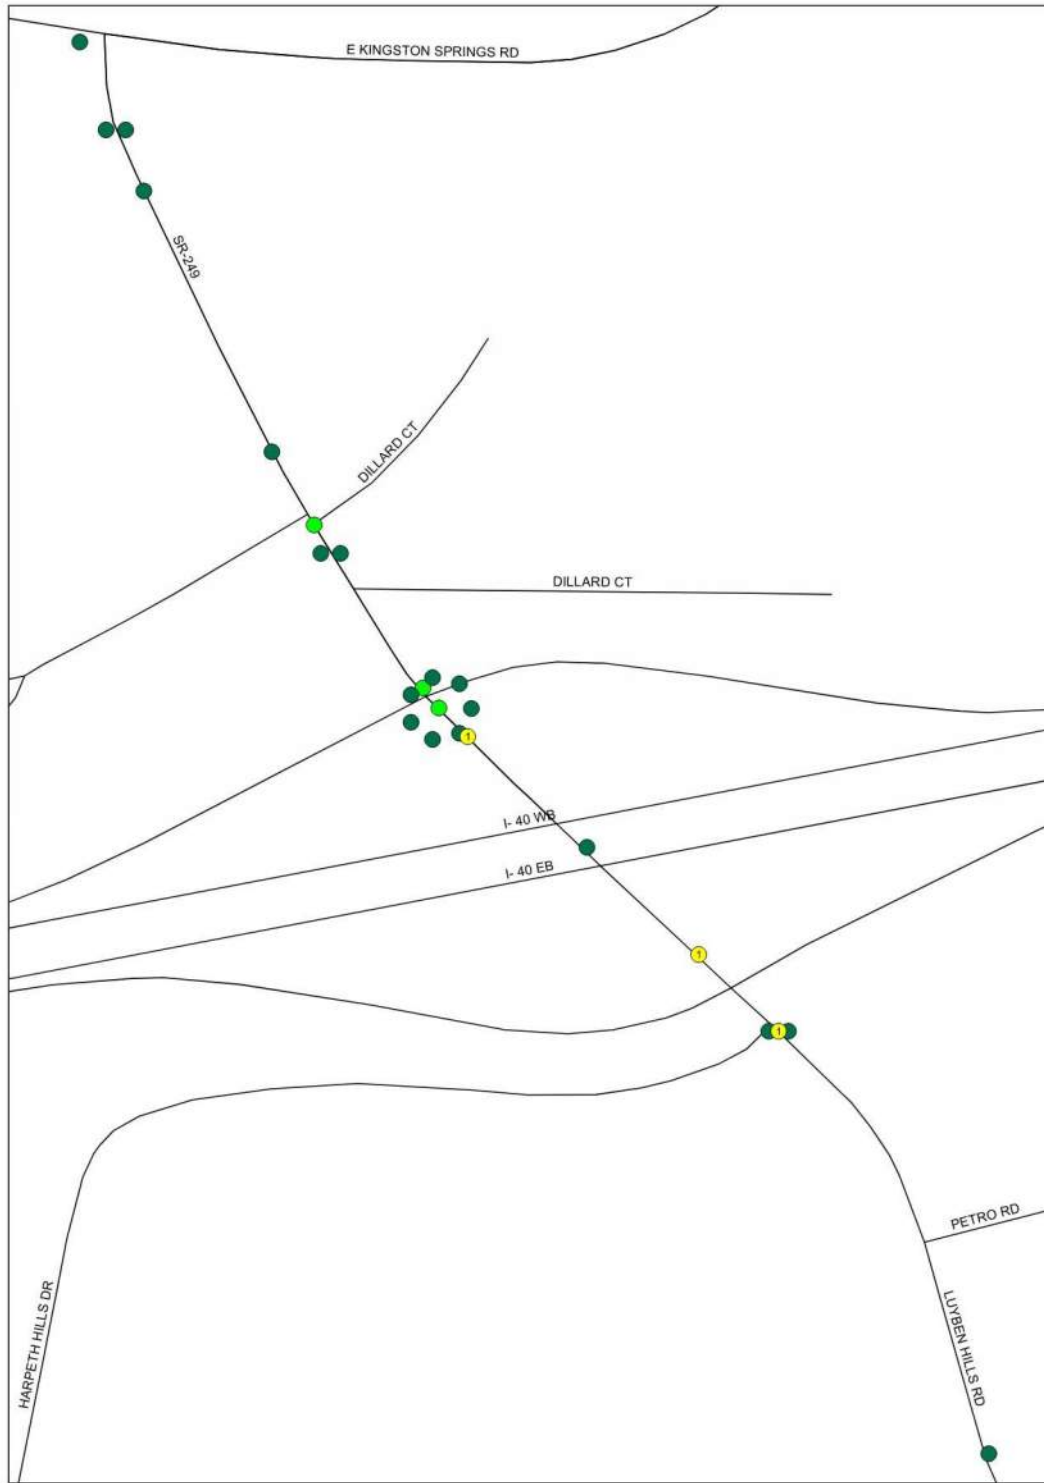 E KINGSTON SPRINGS RD
SR-249
DILLARD CT
DILLARD CT
1
I- 40 WB
I- 40 EB
1
1
PETRO RD
HARPETH HILLS DR
LUYBEN HILLS RD